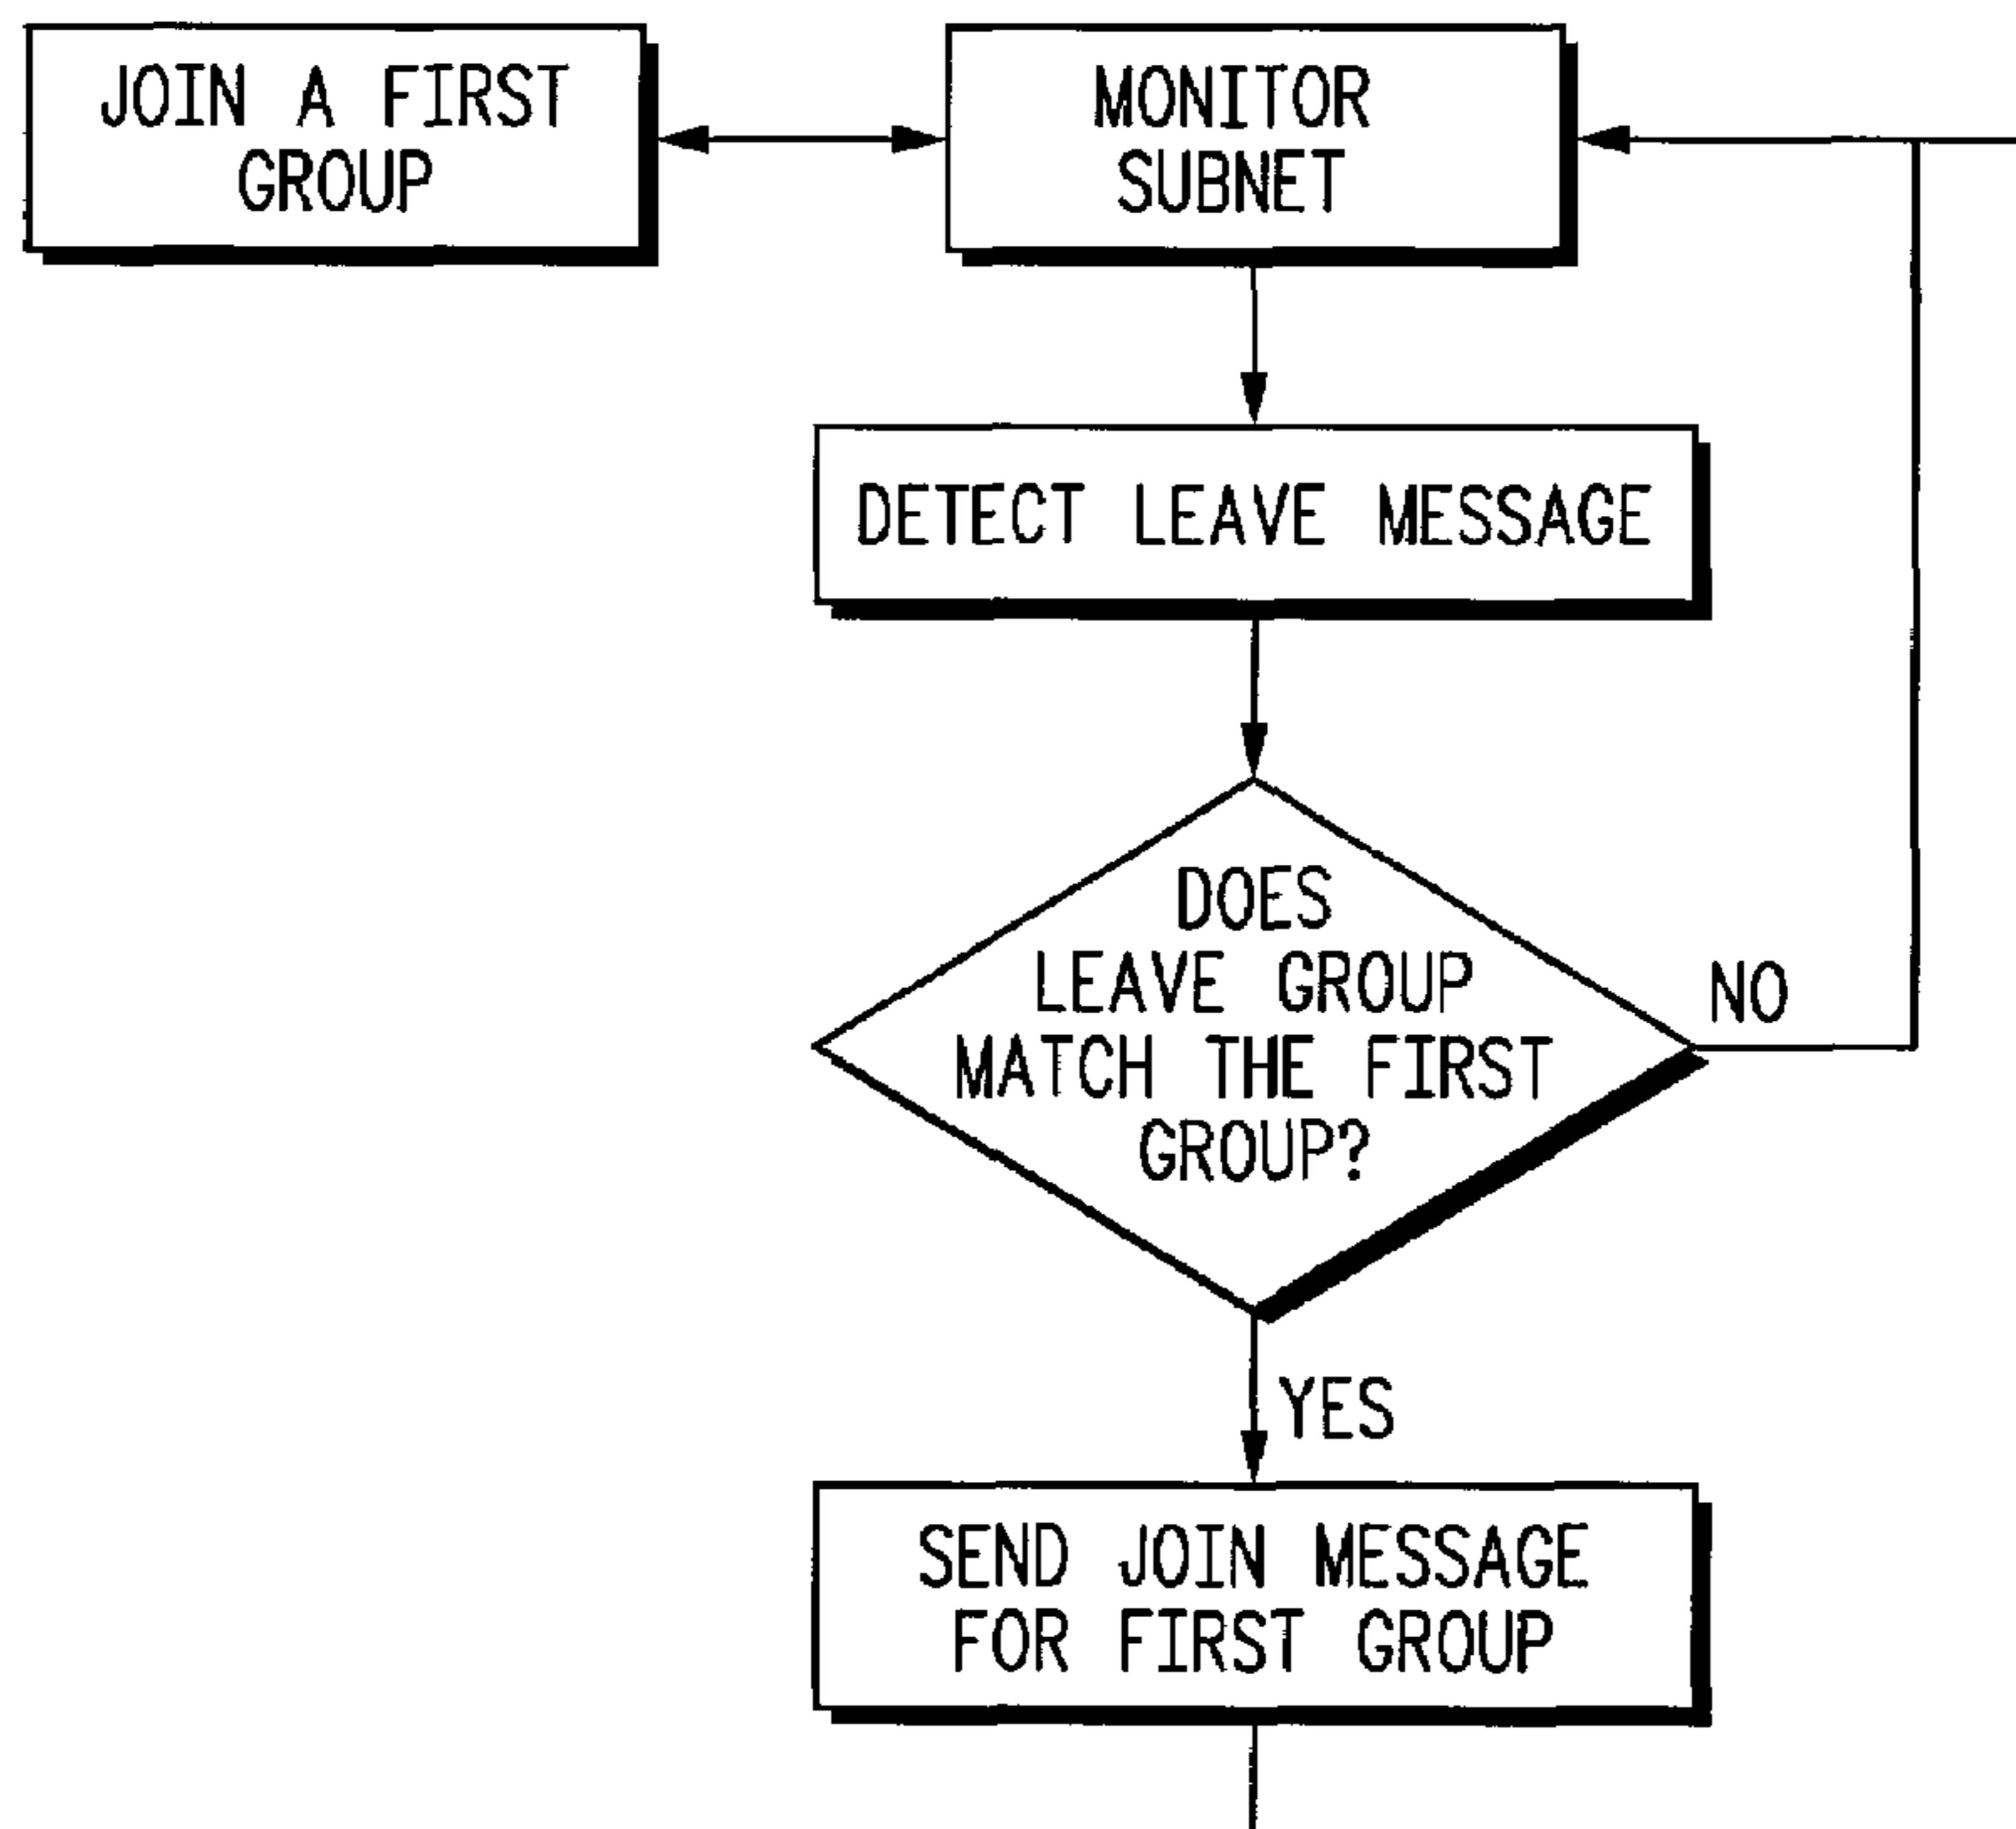 JOIN A FIRST
GROUP
MONITOR
SUBNET
DETECT LEAVE MESSAGE
DOES
LEAVE GROUP
MATCH THE FIRST
GROUP?
NO
YES
SEND JOIN MESSAGE
FOR FIRST GROUP